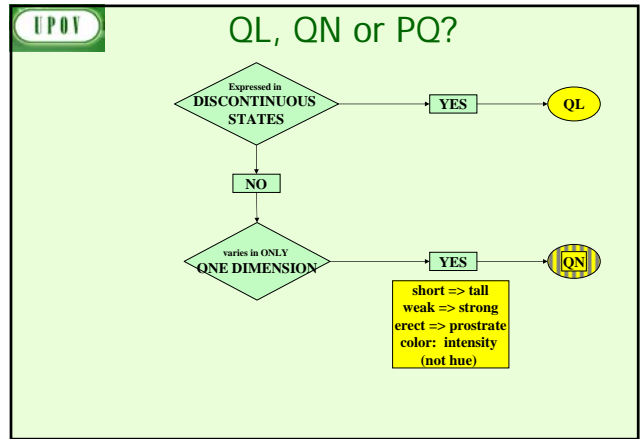 UPOV
QL, QN or PQ?
Expressed in
DISCONTINUOUS
STATES
YES
QL
NO
varies in ONLY
ONE DIMENSION
YES
QN
short => tall
weak => strong
erect => prostrate
color: intensity
(not hue)